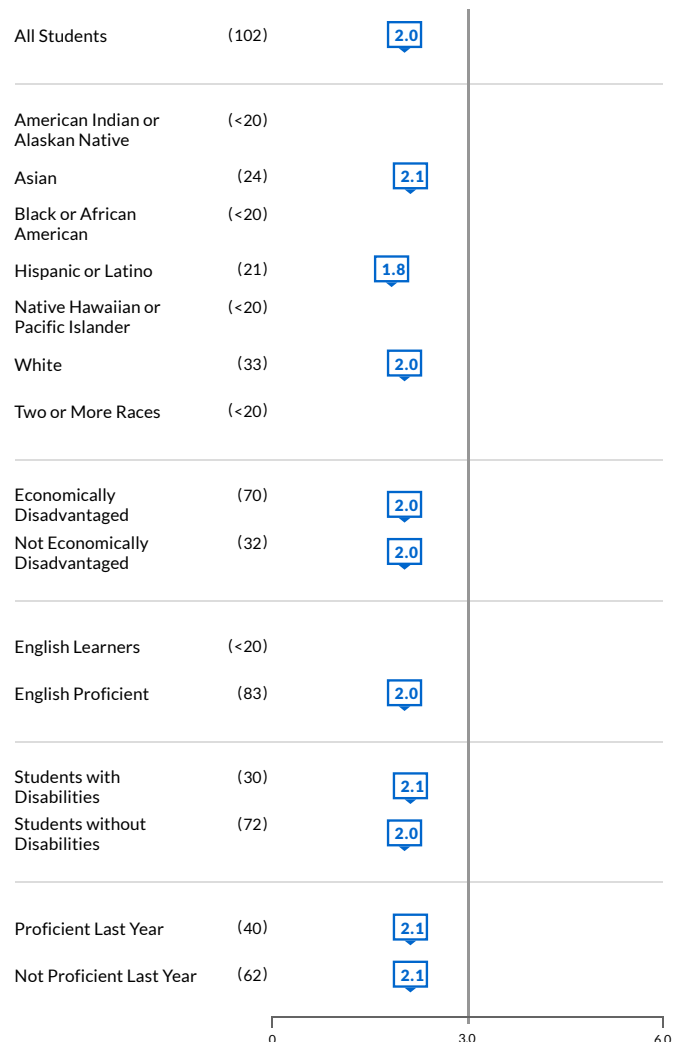 All Students (102) 2.0
American Indian or (<20)
Alaskan Native
Asian (24) 2.1
Black or African (<20)
American
Hispanic or Latino (21) 1.8
Native Hawaiian or (<20)
Pacific Islander
White (33) 2.0
Two or More Races (<20)
Economically (70) 2.0
Disadvantaged
Not Economically (32) 2.0
Disadvantaged
English Learners (<20)
English Proficient (83) 2.0
Students with (30) 2.1
Disabilities
Students without (72) 2.0
Disabilities
Proficient Last Year (40) 2.1
Not Proficient Last Year (62) 2.1
0 3.0 6.0